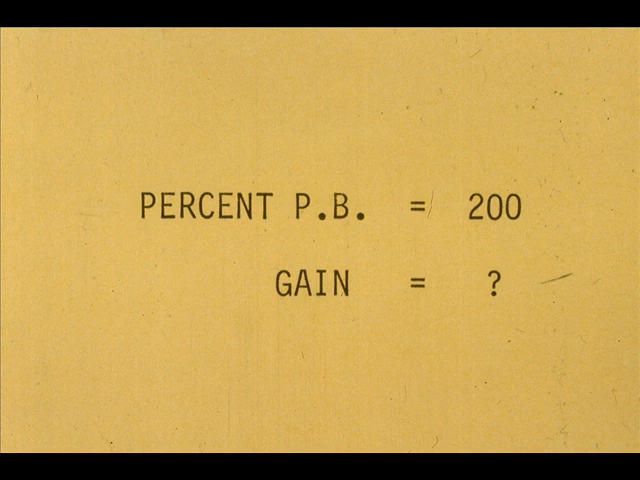 PERCENT P.B. = 200
GAIN = ?